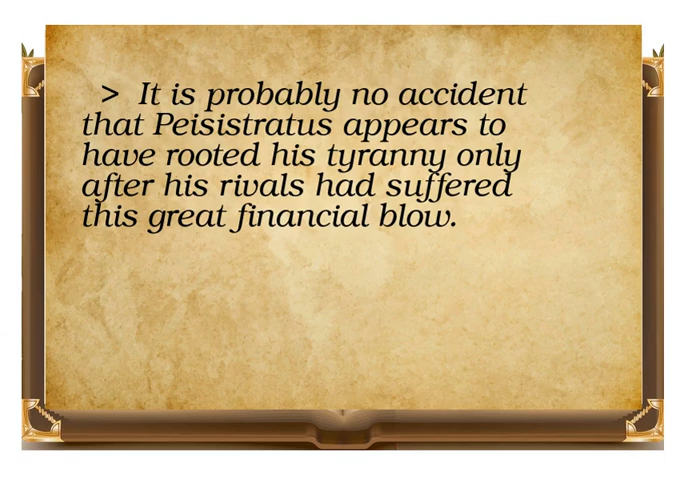 > It is probably no accident
that Peisistratus appears to
have rooted his tyranny only
after his rivals had suffered
this great financial blow.